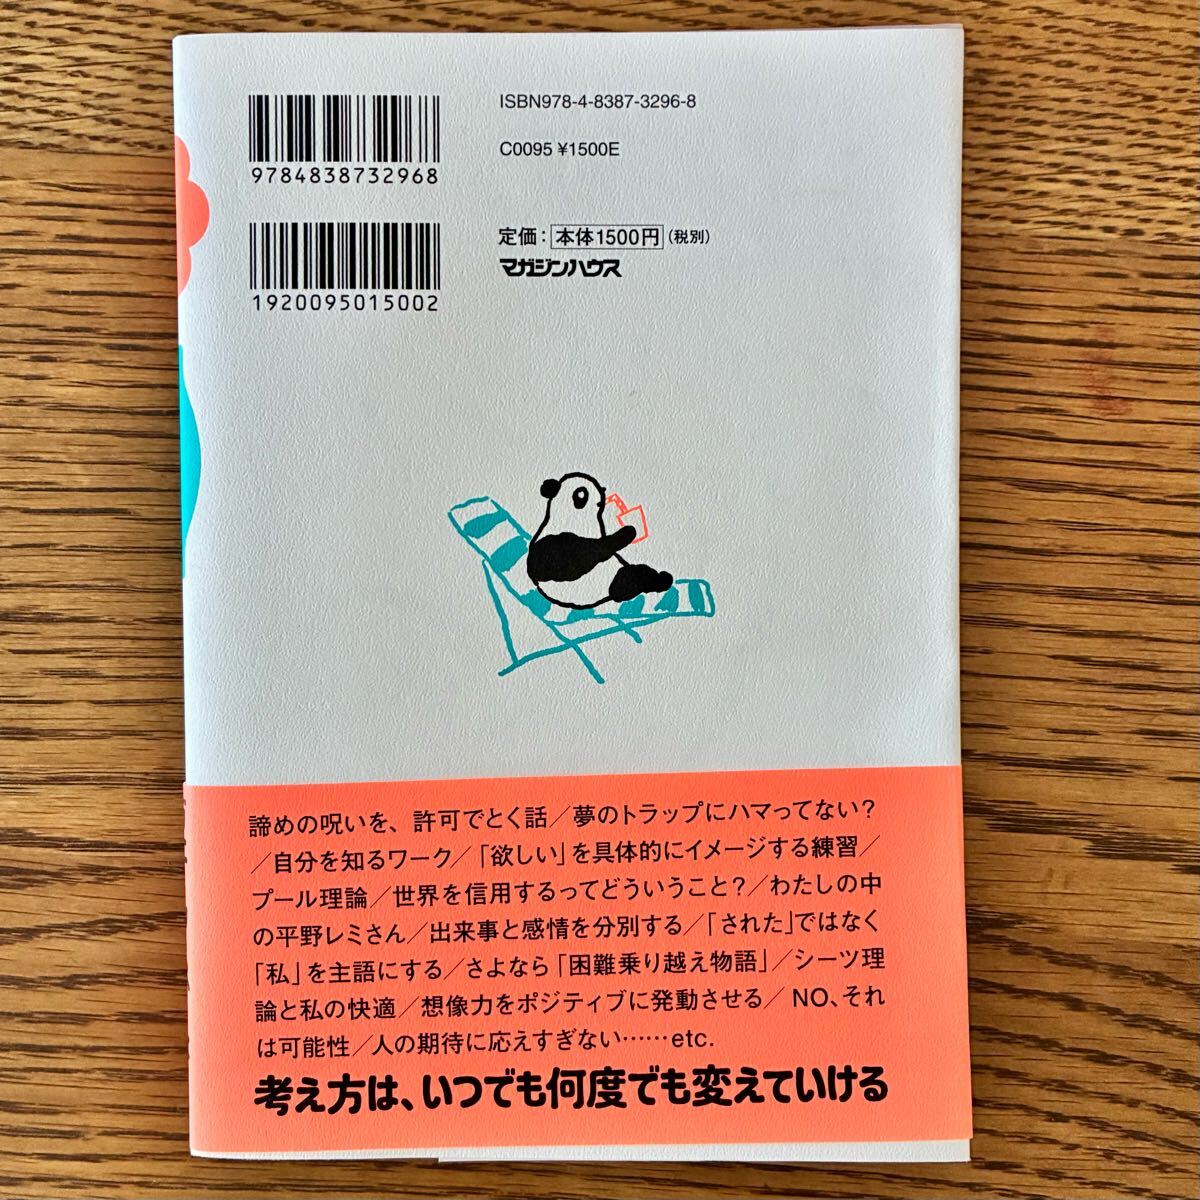 ISBN978-4-8387-3296-8
C0095 ¥1500E
9784838732968
定価：本体1500円（税別）
マガジンハウス
1920095015002
諦めの呪いを、許可でとく話／夢のトラップにハマってない？
／自分を知るワーク／「欲しい」を具体的にイメージする練習／
プール理論／世界を信用するってどういうこと？／わたしの中
の平野レミさん／出来事と感情を分別する／「された」ではなく
「私」を主語にする／さよなら「困難乗り越え物語」／シーツ理
論と私の快適／想像力をポジティブに発動させる／NO、それ
は可能性／人の期待に応えすぎない……etc.
考え方は、いつでも何度でも変えていける